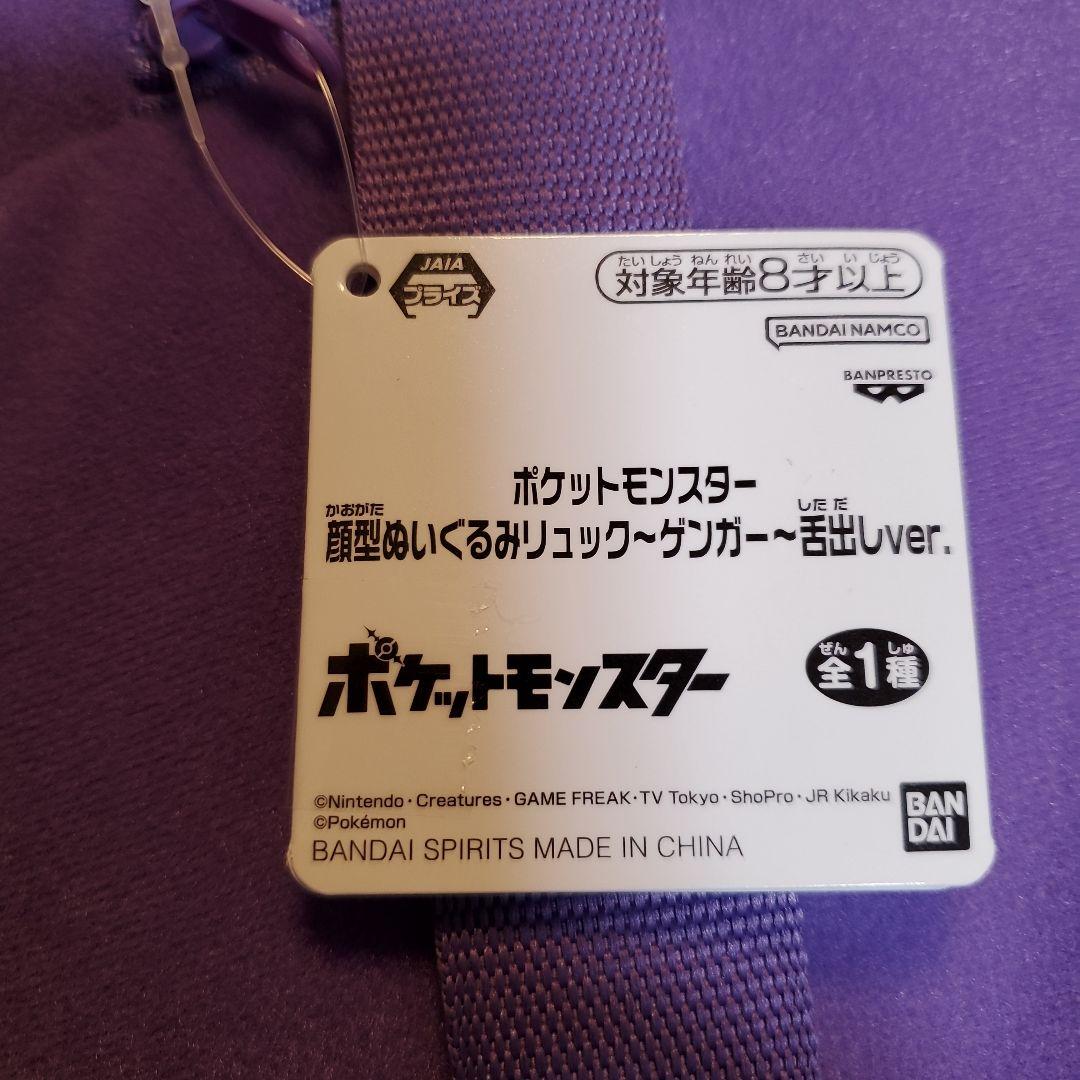 JAIA
プライズ
たいしょう ねん れい さい い じょう
対象年齢8才以上
BANDAI NAMCO
BANPRESTO
ポケットモンスター
かおがた しただ
顔型ぬいぐるみリュック～ゲンガー～舌出しver.
ポケットモンスター
ぜん しゅ
全1種
©Nintendo・Creatures・GAME FREAK・TV Tokyo・ShoPro・JR Kikaku
©Pokémon
BAN
DAI
BANDAI SPIRITS MADE IN CHINA